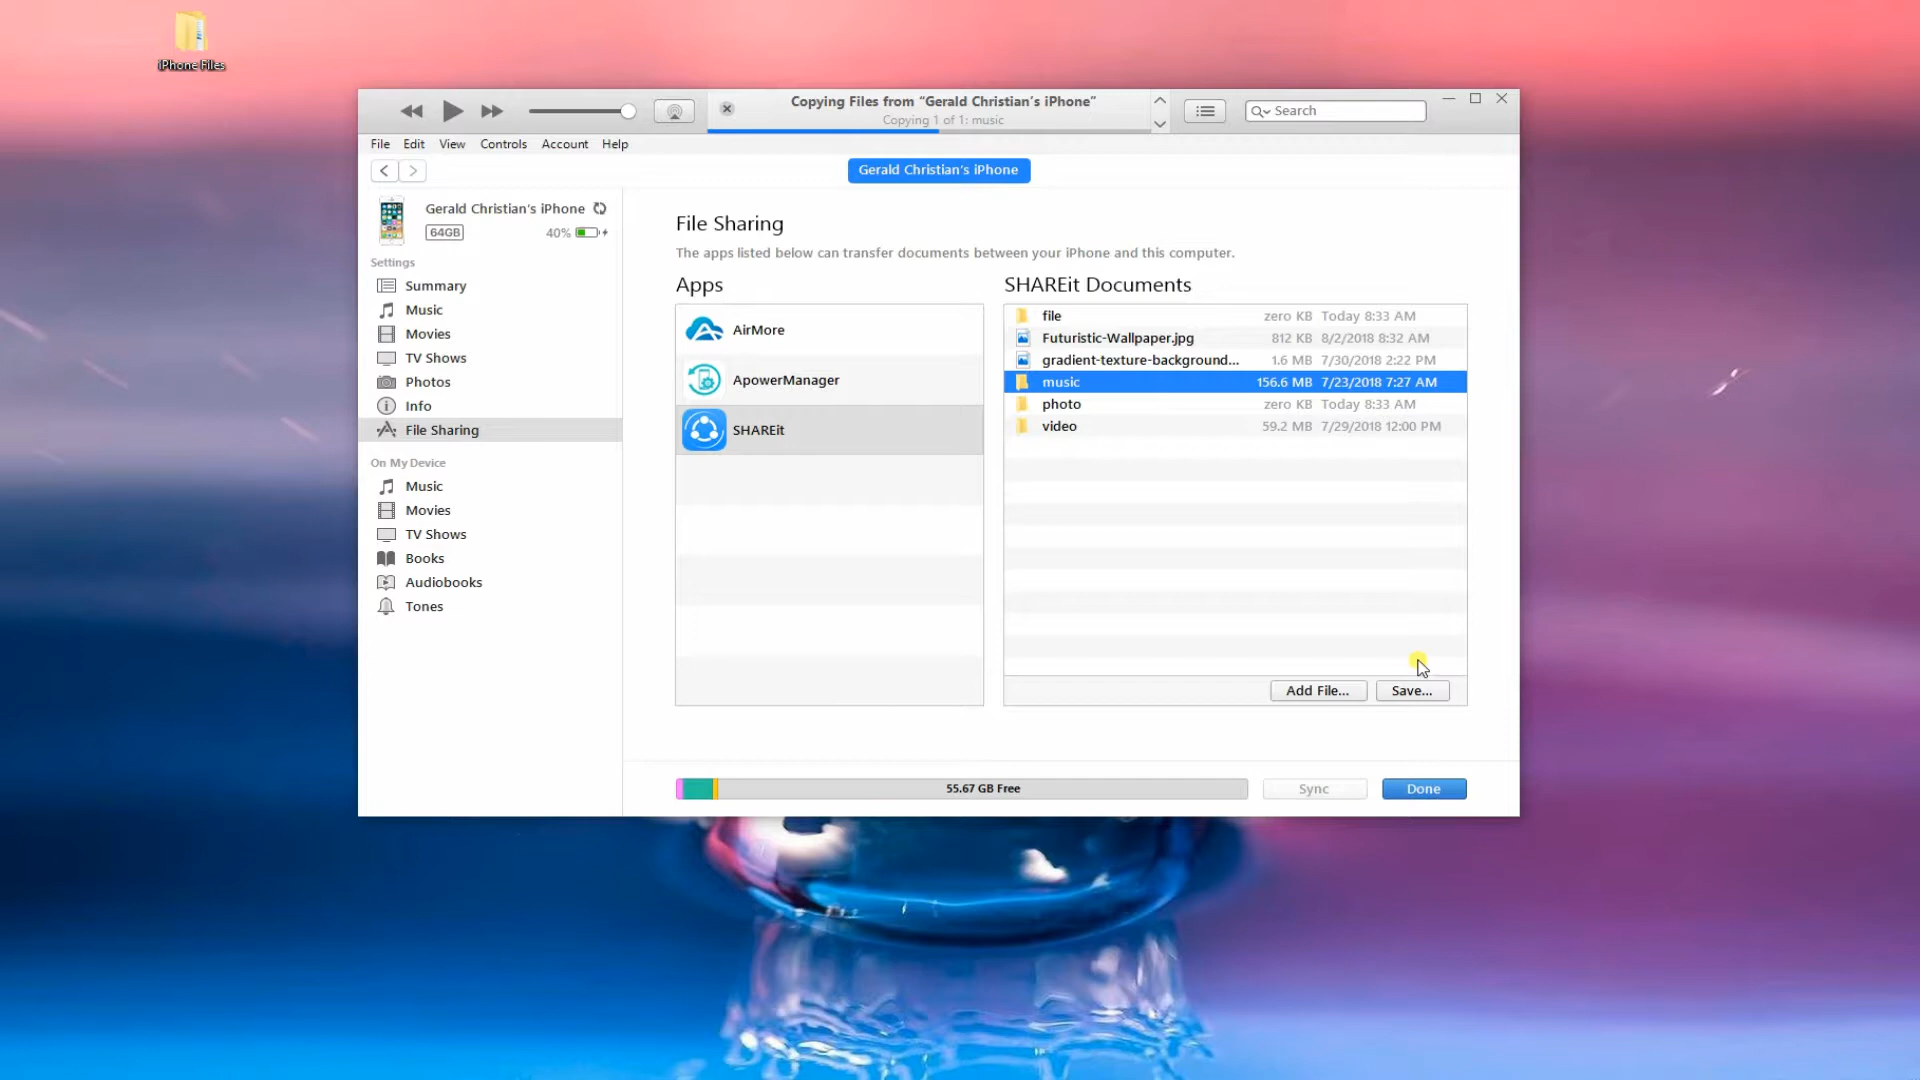 iPhone Files
Copying Files from “Gerald Christian’s iPhone”
Copying 1 of 1: music
Search
File Edit View Controls Account Help
Gerald Christian’s iPhone
Gerald Christian’s iPhone
64GB 40%
Settings
Summary
Music
Movies
TV Shows
Photos
Info
File Sharing
On My Device
Music
Movies
TV Shows
Books
Audiobooks
Tones
File Sharing
The apps listed below can transfer documents between your iPhone and this computer.
Apps
AirMore
ApowerManager
SHAREit
SHAREit Documents
file zero KB Today 8:33 AM
Futuristic-Wallpaper.jpg 812 KB 8/2/2018 8:32 AM
gradient-texture-background... 1.6 MB 7/30/2018 2:22 PM
music 156.6 MB 7/23/2018 7:27 AM
photo zero KB Today 8:33 AM
video 59.2 MB 7/29/2018 12:00 PM
Add File... Save...
55.67 GB Free
Sync Done